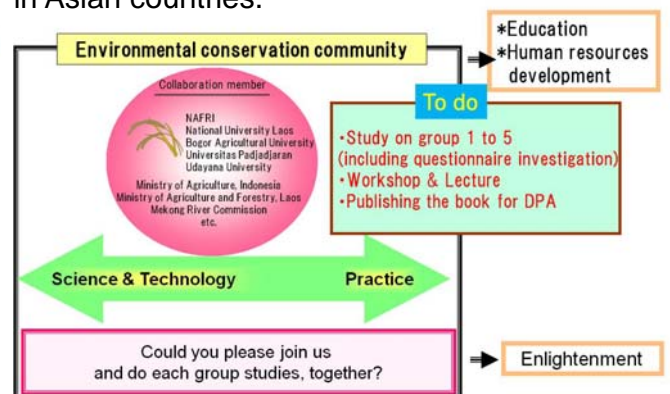 in Asian countries.
Environmental conservation community
*Education
*Human resources
development
Collaboration member
NAFRI
National University Laos
Bogor Agricultural University
Universitas Padjadjaran
Udayana University
Ministry of Agriculture, Indonesia
Ministry of Agriculture and Forestry, Laos
Mekong River Commission
etc.
To do
・Study on group 1 to 5
(including questionnaire investigation)
・Workshop & Lecture
・Publishing the book for DPA
Science & Technology
Practice
Could you please join us
and do each group studies, together?
Enlightenment